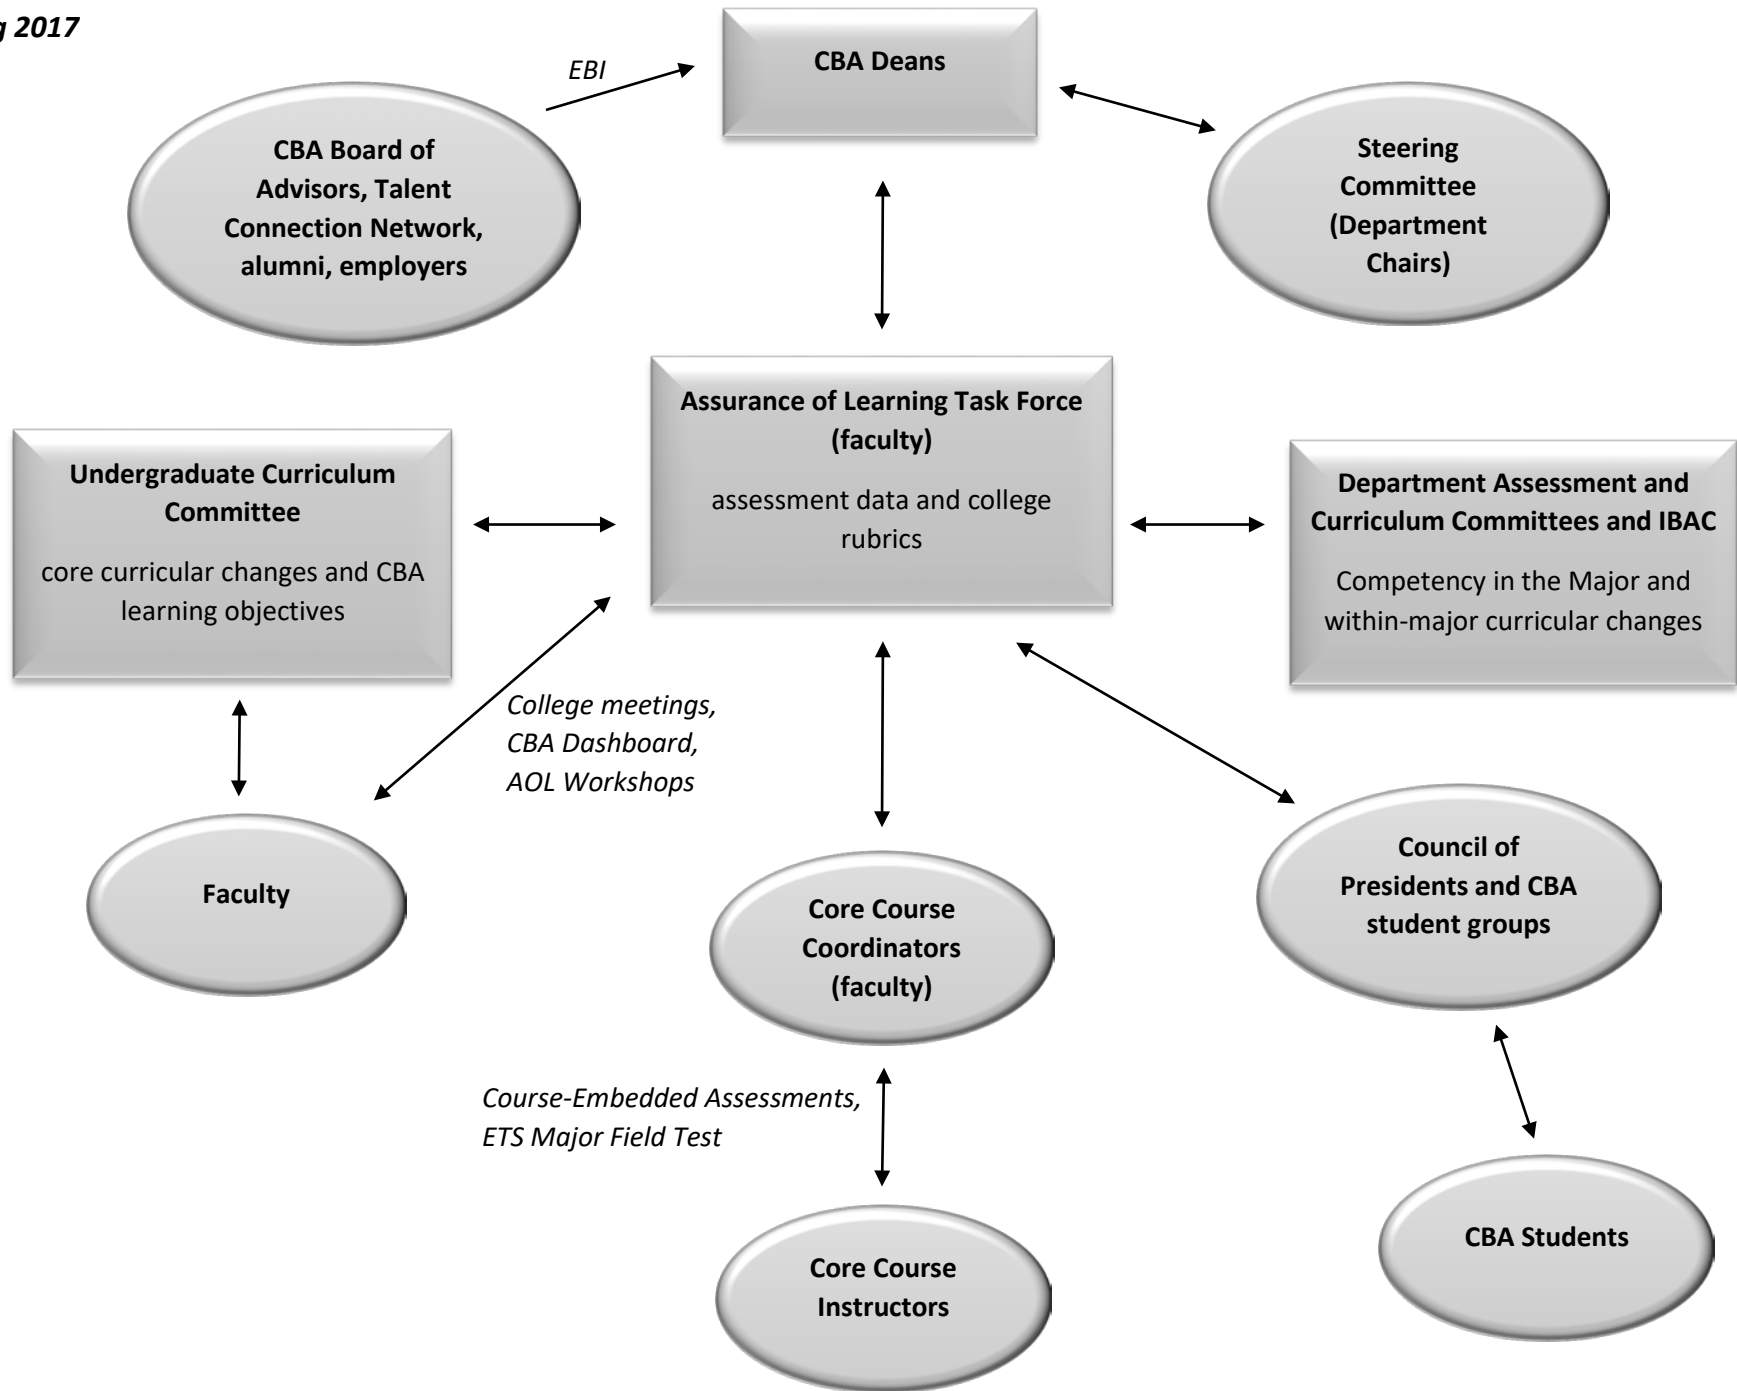 2017
CBA Deans
EBI
CBA Board of
Advisors, Talent
Connection Network,
alumni, employers
Steering
Committee
(Department
Chairs)
Assurance of Learning Task Force
(faculty)
assessment data and college
rubrics
Undergraduate Curriculum
Committee
core curricular changes and CBA
learning objectives
Department Assessment and
Curriculum Committees and IBAC
Competency in the Major and
within-major curricular changes
College meetings,
CBA Dashboard,
AOL Workshops
Faculty
Core Course
Coordinators
(faculty)
Council of
Presidents and CBA
student groups
Course-Embedded Assessments,
ETS Major Field Test
Core Course
Instructors
CBA Students